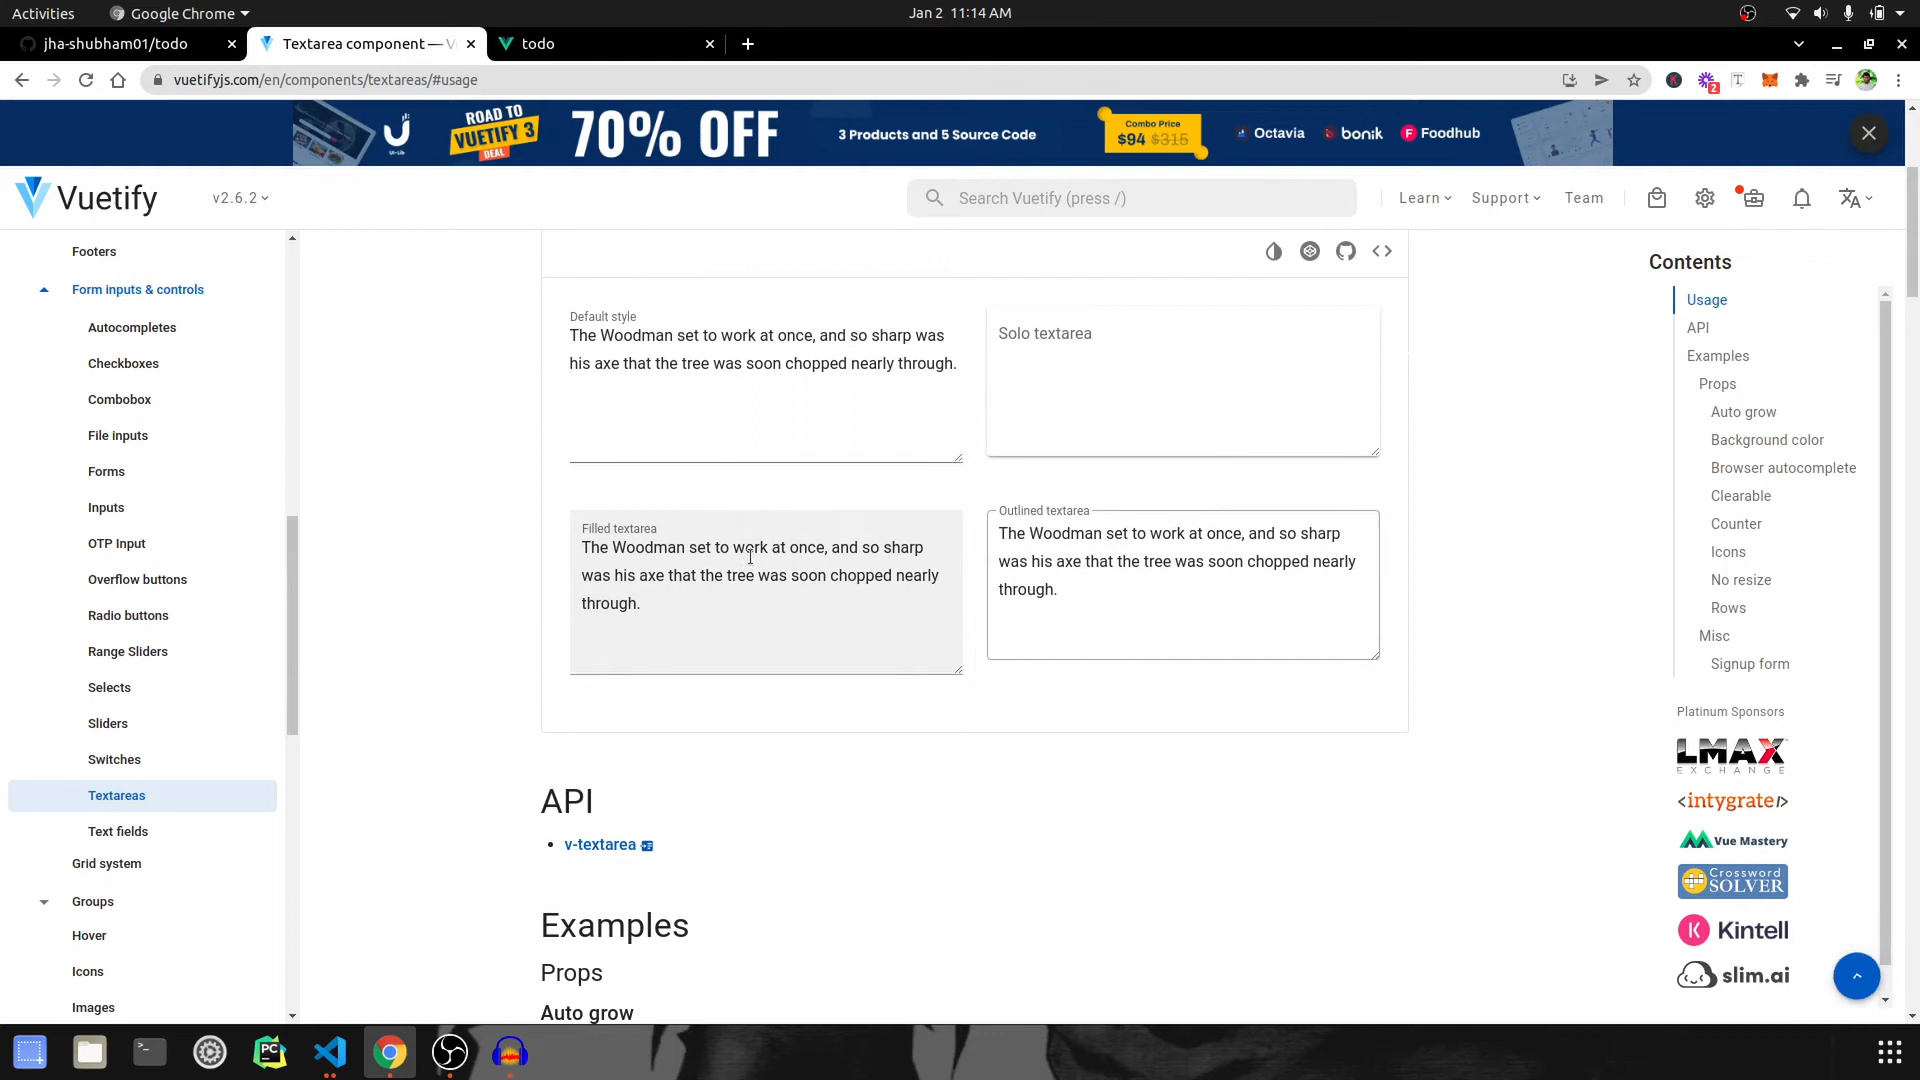 Activities
Google Chrome
Jan 2 11:14 AM
jha-shubham01/todo
Textarea component — V
todo
vuetifyjs.com/en/components/textareas/#usage
2
ROAD TO
VUETIFY 3
DEAL
70% OFF
3 Products and 5 Source Code
Combo Price
$94 $315
Octavia
bonik
Foodhub
UI-Lib
Vuetify
v2.6.2
Search Vuetify (press /)
Learn
Support
Team
Footers
Form inputs & controls
Autocompletes
Checkboxes
Combobox
File inputs
Forms
Inputs
OTP Input
Overflow buttons
Radio buttons
Range Sliders
Selects
Sliders
Switches
Textareas
Text fields
Grid system
Groups
Hover
Icons
Images
Default style
The Woodman set to work at once, and so sharp was
his axe that the tree was soon chopped nearly through.
Solo textarea
Filled textarea
The Woodman set to work at once, and so sharp
was his axe that the tree was soon chopped nearly
through.
Outlined textarea
The Woodman set to work at once, and so sharp
was his axe that the tree was soon chopped nearly
through.
API
v-textarea
Examples
Props
Auto grow
Contents
Usage
API
Examples
Props
Auto grow
Background color
Browser autocomplete
Clearable
Counter
Icons
No resize
Rows
Misc
Signup form
Platinum Sponsors
LMAX
EXCHANGE
<intygrate/>
Vue Mastery
Crossword
SOLVER
Kintell
slim.ai